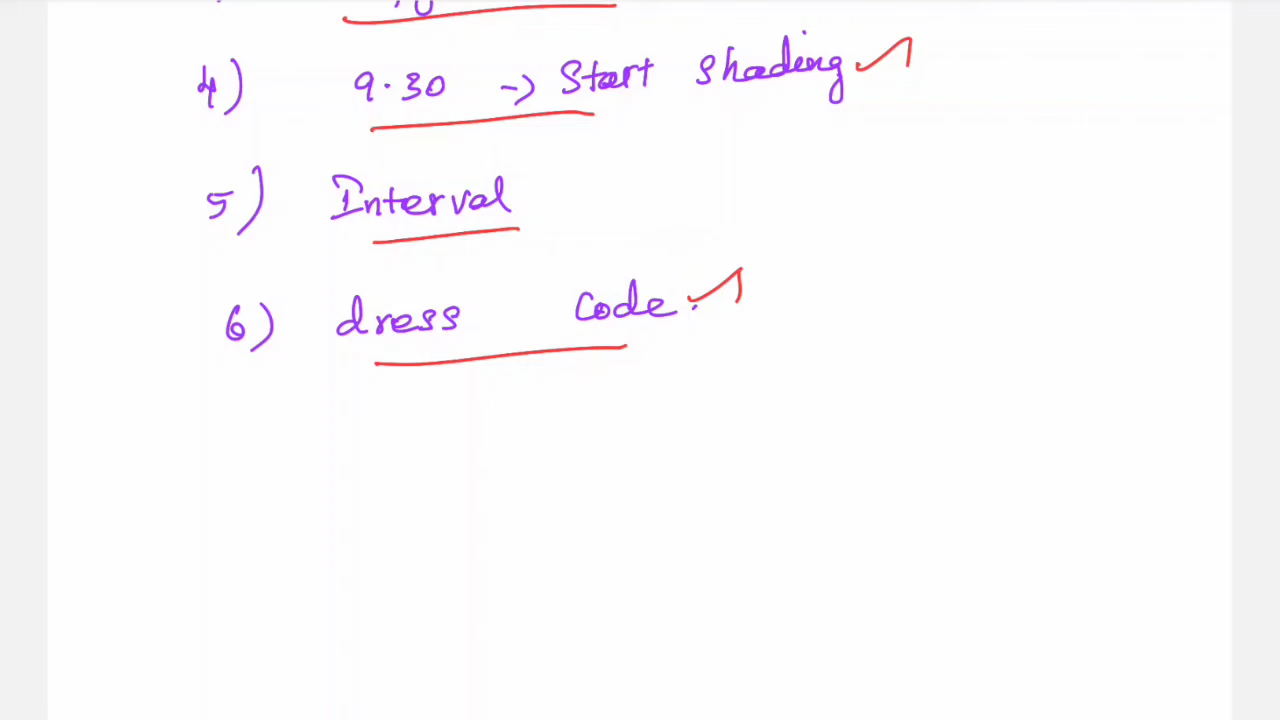 4) 9.30 -> Start shading
5) Interval
6) dress code.